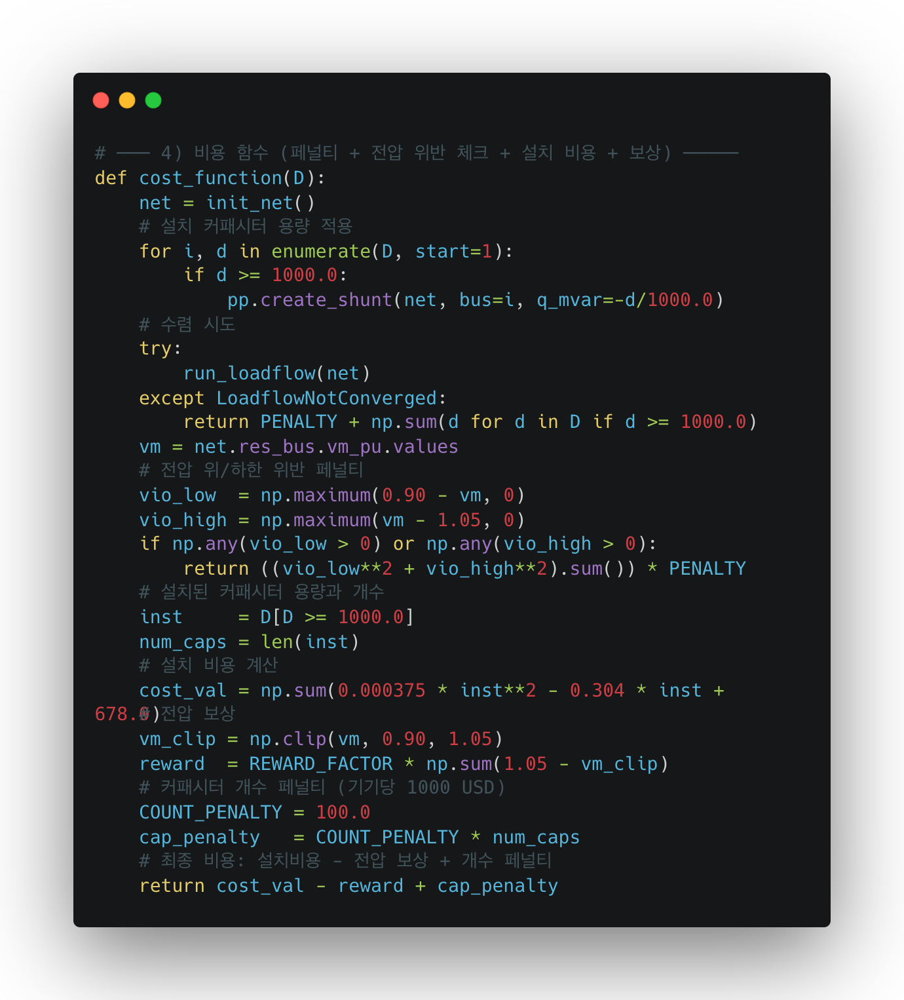 # ─── 4) 비용 함수 (페널티 + 전압 위반 체크 + 설치 비용 + 보상) ─────
def cost_function(D):
    net = init_net()
    # 설치 커패시터 용량 적용
    for i, d in enumerate(D, start=1):
        if d >= 1000.0:
            pp.create_shunt(net, bus=i, q_mvar=-d/1000.0)
    # 수렴 시도
    try:
        run_loadflow(net)
    except LoadflowNotConverged:
        return PENALTY + np.sum(d for d in D if d >= 1000.0)
    vm = net.res_bus.vm_pu.values
    # 전압 위/하한 위반 페널티
    vio_low  = np.maximum(0.90 - vm, 0)
    vio_high = np.maximum(vm - 1.05, 0)
    if np.any(vio_low > 0) or np.any(vio_high > 0):
        return ((vio_low**2 + vio_high**2).sum()) * PENALTY
    # 설치된 커패시터 용량과 개수
    inst     = D[D >= 1000.0]
    num_caps = len(inst)
    # 설치 비용 계산
    cost_val = np.sum(0.000375 * inst**2 - 0.304 * inst +
678.0)
    # 전압 보상
    vm_clip = np.clip(vm, 0.90, 1.05)
    reward  = REWARD_FACTOR * np.sum(1.05 - vm_clip)
    # 커패시터 개수 페널티 (기기당 1000 USD)
    COUNT_PENALTY = 100.0
    cap_penalty   = COUNT_PENALTY * num_caps
    # 최종 비용: 설치비용 - 전압 보상 + 개수 페널티
    return cost_val - reward + cap_penalty